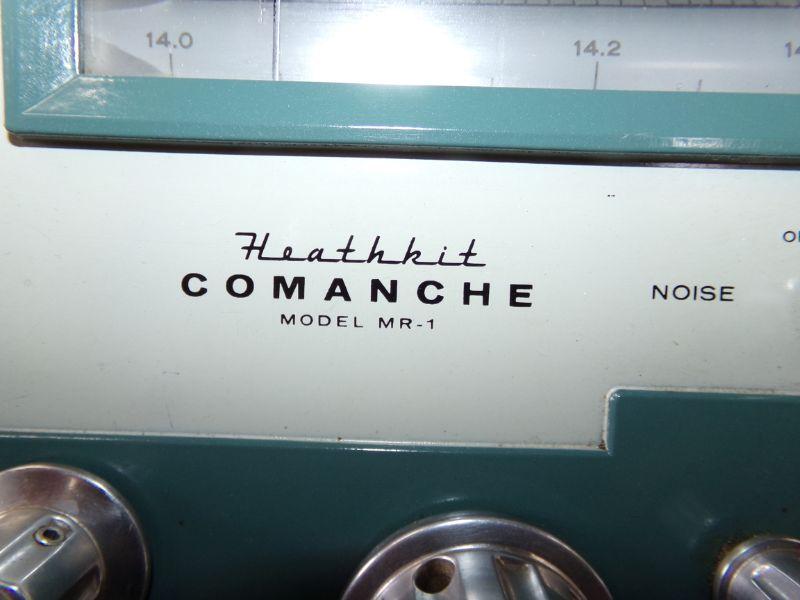 14.0 14.2
Heathkit
COMANCHE
MODEL MR-1
NOISE